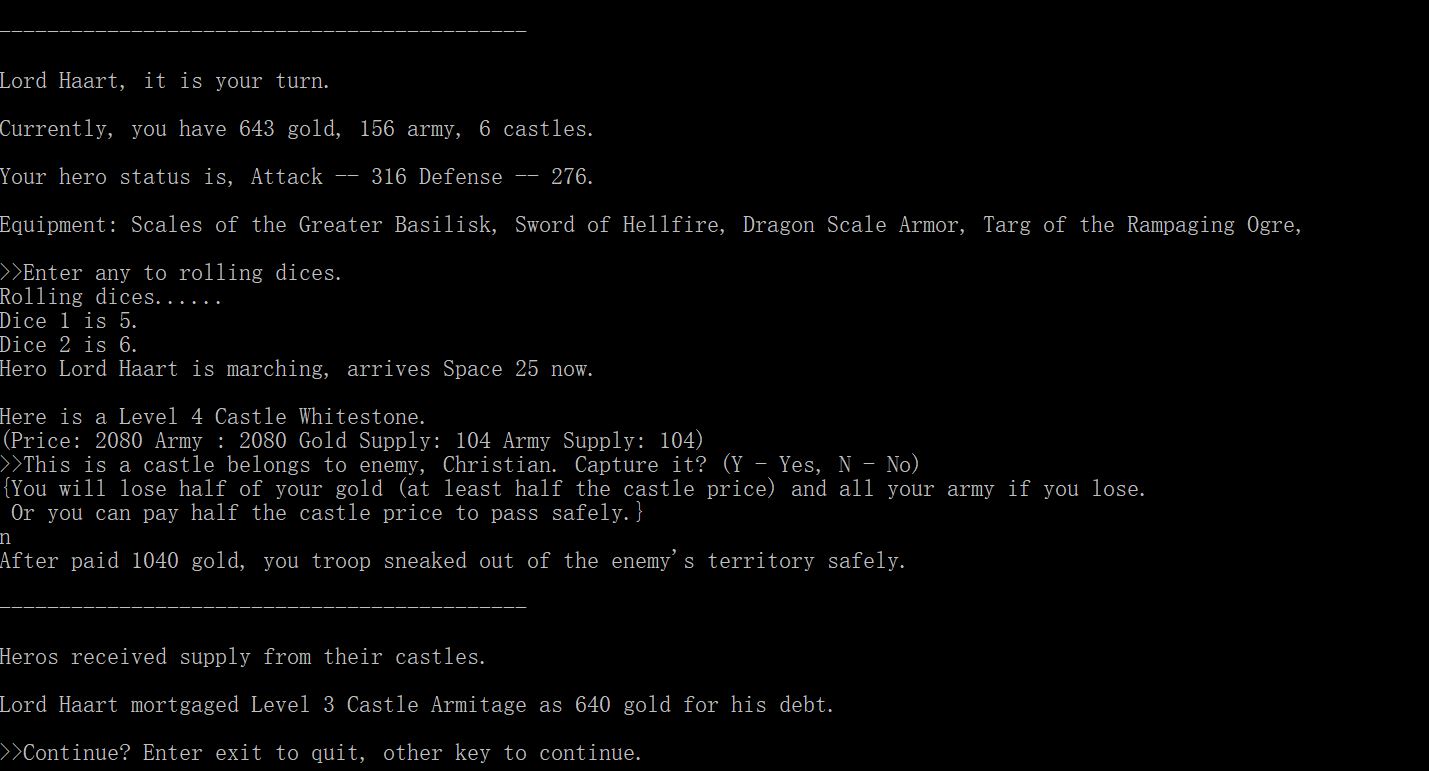 --------------------------------------------
Lord Haart, it is your turn.
Currently, you have 643 gold, 156 army, 6 castles.
Your hero status is, Attack -- 316 Defense -- 276.
Equipment: Scales of the Greater Basilisk, Sword of Hellfire, Dragon Scale Armor, Targ of the Rampaging Ogre,
>>Enter any to rolling dices.
Rolling dices......
Dice 1 is 5.
Dice 2 is 6.
Hero Lord Haart is marching, arrives Space 25 now.
Here is a Level 4 Castle Whitestone.
(Price: 2080 Army : 2080 Gold Supply: 104 Army Supply: 104)
>>This is a castle belongs to enemy, Christian. Capture it? (Y - Yes, N - No)
{You will lose half of your gold (at least half the castle price) and all your army if you lose.
 Or you can pay half the castle price to pass safely.}
n
After paid 1040 gold, you troop sneaked out of the enemy's territory safely.
--------------------------------------------
Heros received supply from their castles.
Lord Haart mortgaged Level 3 Castle Armitage as 640 gold for his debt.
>>Continue? Enter exit to quit, other key to continue.